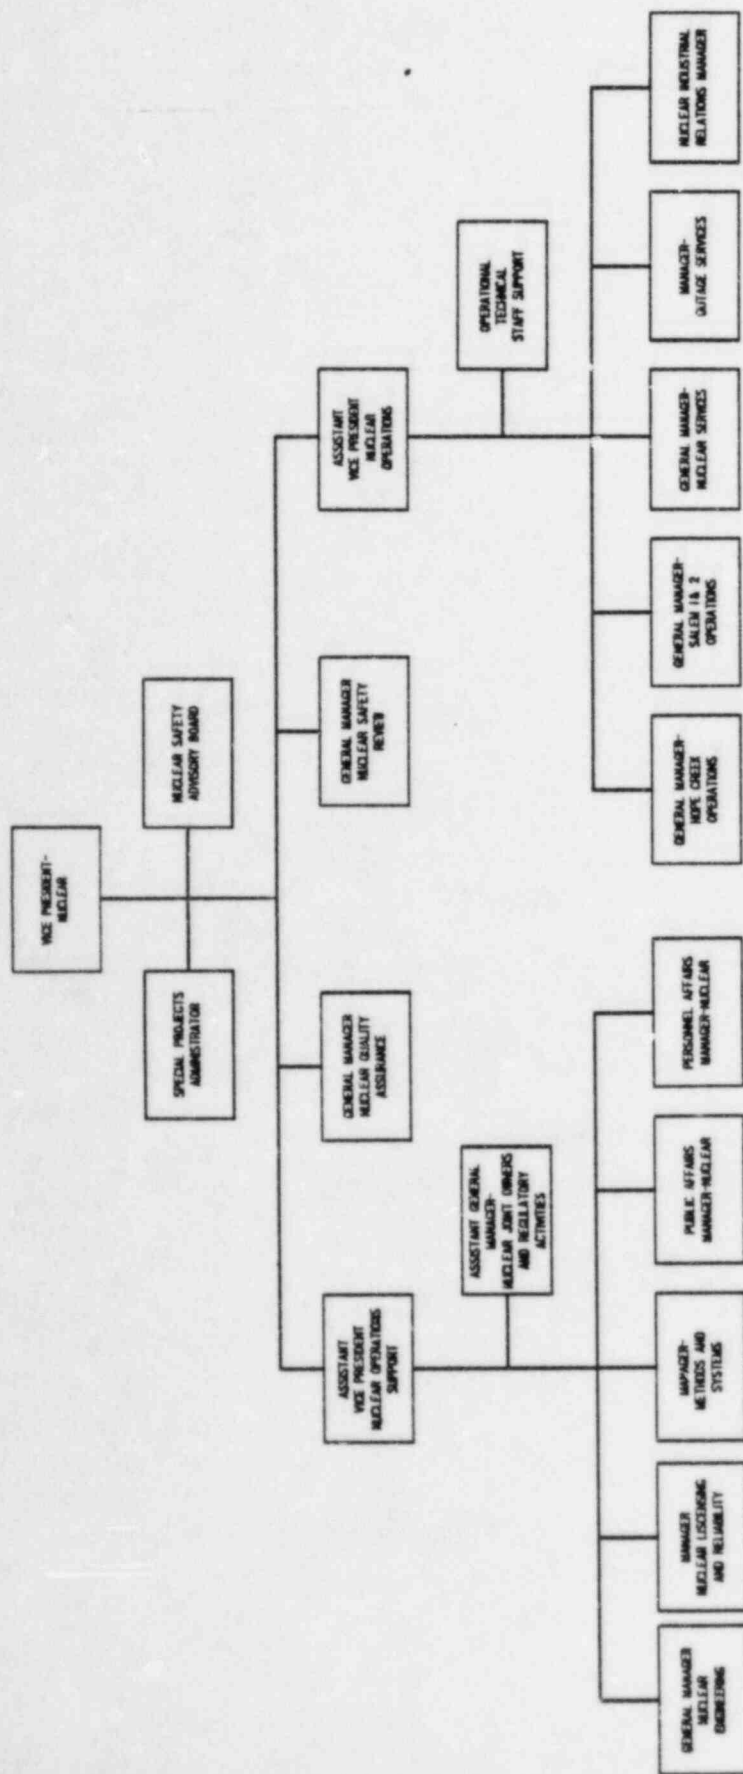 VICE PRESIDENT-
NUCLEAR
SPECIAL PROJECTS
ADMINISTRATOR
NUCLEAR SAFETY
ADVISORY BOARD
ASSISTANT
VICE PRESIDENT
NUCLEAR OPERATIONS
SUPPORT
GENERAL MANAGER
NUCLEAR QUALITY
ASSURANCE
GENERAL MANAGER
NUCLEAR SAFETY
REVIEW
ASSISTANT
VICE PRESIDENT
NUCLEAR
OPERATIONS
ASSISTANT GENERAL
MANAGER-
NUCLEAR JOINT OWNERS
AND REGULATORY
ACTIVITIES
OPERATIONAL
TECHNICAL
STAFF SUPPORT
GENERAL MANAGER
NUCLEAR
ENGINEERING
MANAGER
NUCLEAR LISCENSING
AND RELIABILITY
MANAGER-
METHODS AND
SYSTEMS
PUBLIC AFFAIRS
MANAGER-NUCLEAR
PERSONNEL AFFAIRS
MANAGER-NUCLEAR
GENERAL MANAGER-
HOPE CREEK
OPERATIONS
GENERAL MANAGER-
SALEM 1& 2
OPERATIONS
GENERAL MANAGER-
NUCLEAR SERVICES
MANAGER-
OUTAGE SERVICES
NUCLEAR INDUSTRIAL
RELATIONS MANAGER